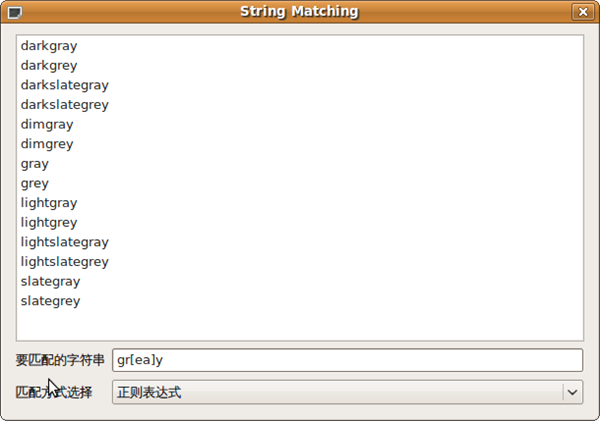 String Matching
darkgray
darkgrey
darkslategray
darkslategrey
dimgray
dimgrey
gray
grey
lightgray
lightgrey
lightslategray
lightslategrey
slategray
slategrey
要匹配的字符串 gr[ea]y
匹配方式选择 正则表达式